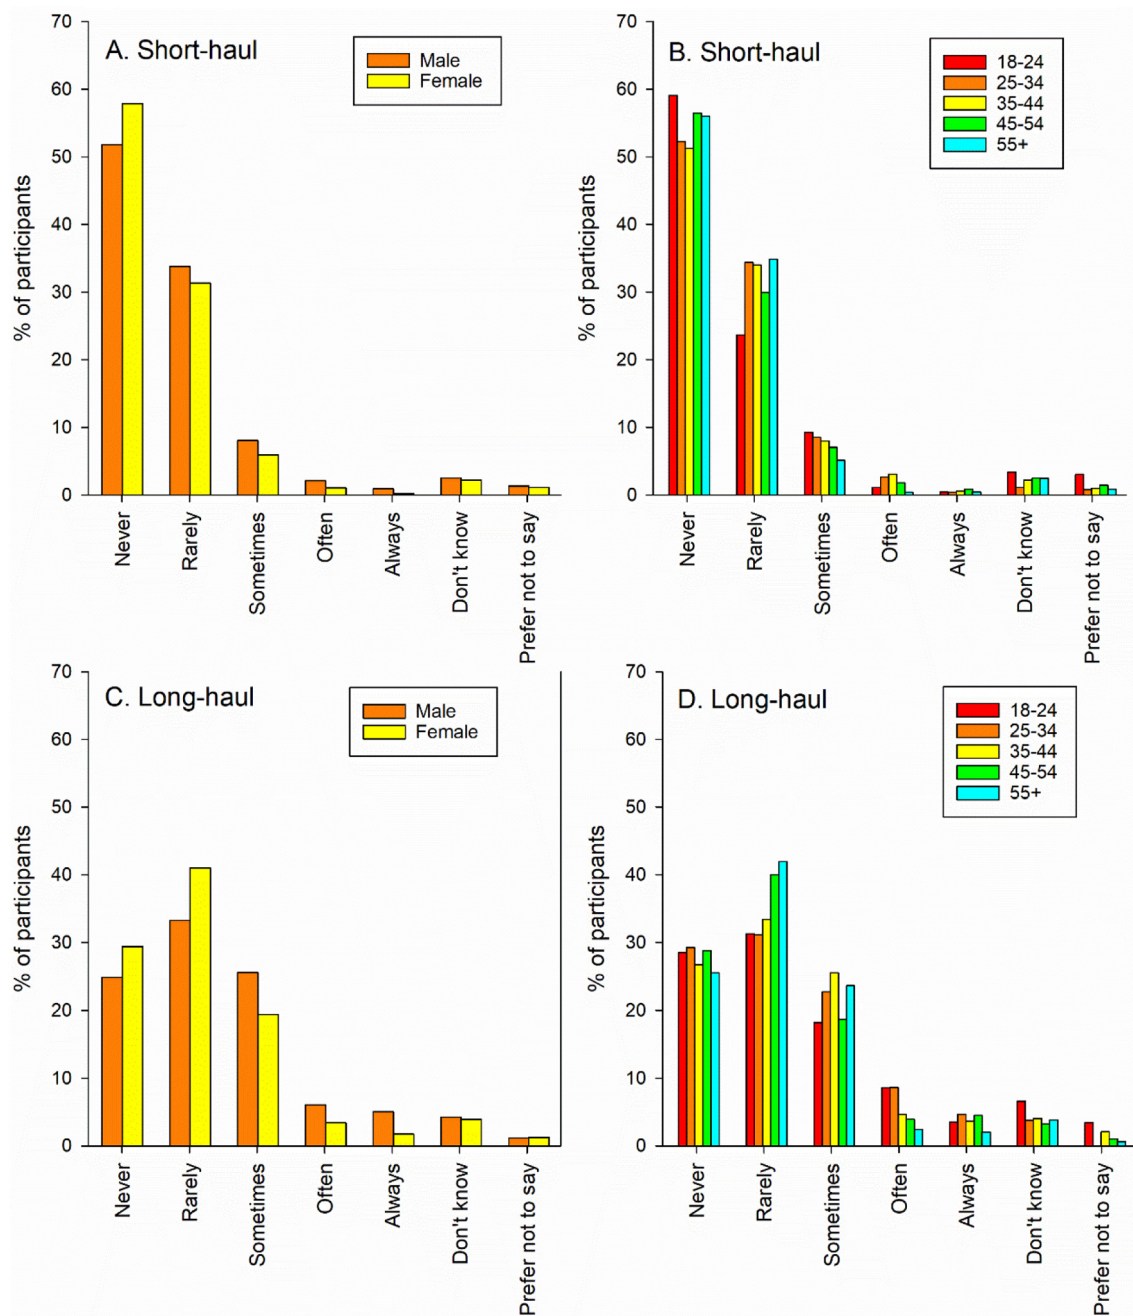 A. Short-haul
Male
Female
% of participants
70
60
50
40
30
20
10
0
Never
Rarely
Sometimes
Often
Always
Don't know
Prefer not to say
B. Short-haul
18-24
25-34
35-44
45-54
55+
% of participants
70
60
50
40
30
20
10
0
Never
Rarely
Sometimes
Often
Always
Don't know
Prefer not to say
C. Long-haul
Male
Female
% of participants
70
60
50
40
30
20
10
0
Never
Rarely
Sometimes
Often
Always
Don't know
Prefer not to say
D. Long-haul
18-24
25-34
35-44
45-54
55+
% of participants
70
60
50
40
30
20
10
0
Never
Rarely
Sometimes
Often
Always
Don't know
Prefer not to say